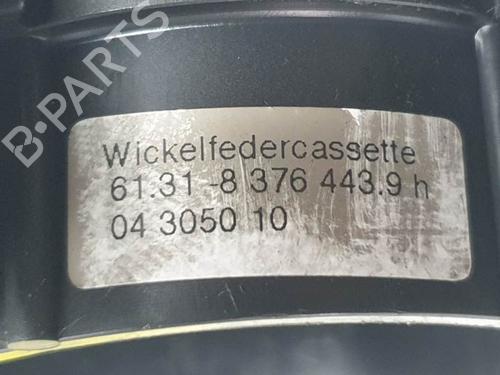 B-PARTS
Wickelfedercassette
61.31 -8 376 443.9 h
04 3050 10